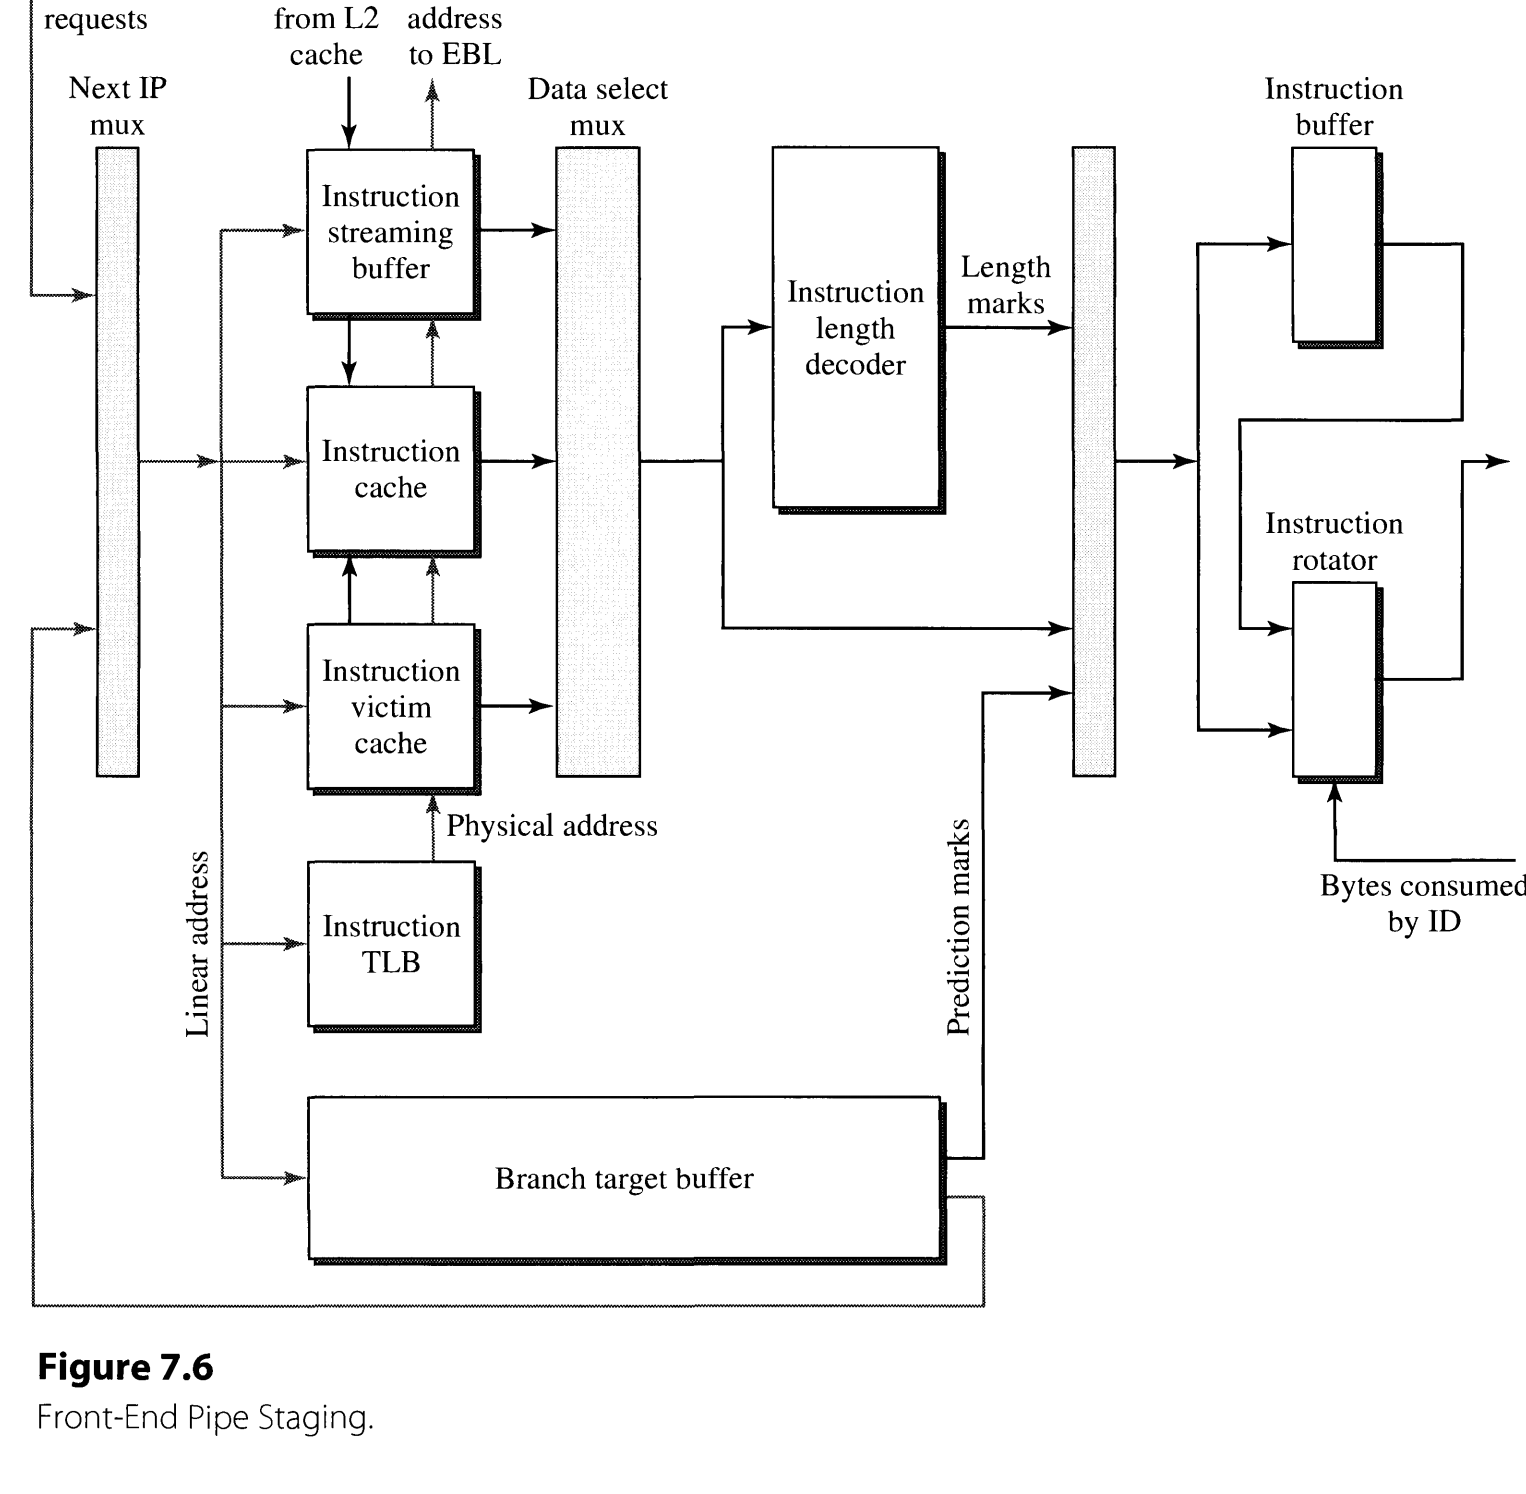 requests
from L2
cache
address
to EBL
Next IP
mux
Data select
mux
Instruction
buffer
Instruction
streaming
buffer
Instruction
length
decoder
Length
marks
Instruction
cache
Instruction
rotator
Instruction
victim
cache
Physical address
Linear address
Prediction marks
Bytes consumed
by ID
Instruction
TLB
Branch target buffer
Figure 7.6
Front-End Pipe Staging.